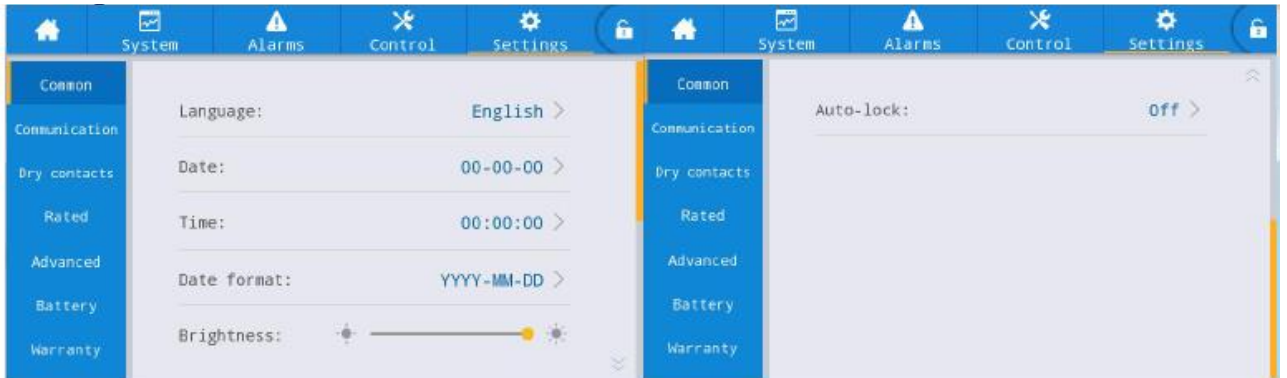 System Alarms Control Settings
Common
Communication
Dry contacts
Rated
Advanced
Battery
Warranty
Language: English
Date: 00-00-00
Time: 00:00:00
Date format: YYYY-MM-DD
Brightness:
System Alarms Control Settings
Common
Communication
Dry contacts
Rated
Advanced
Battery
Warranty
Auto-lock: Off